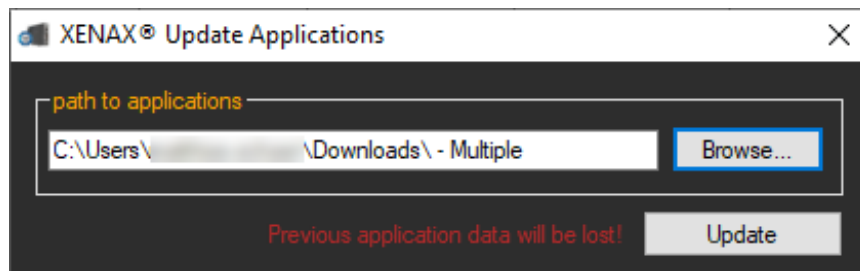 XENAX® Update Applications
path to applications
C:\Users\ \Downloads\ - Multiple
Browse...
Previous application data will be lost!
Update